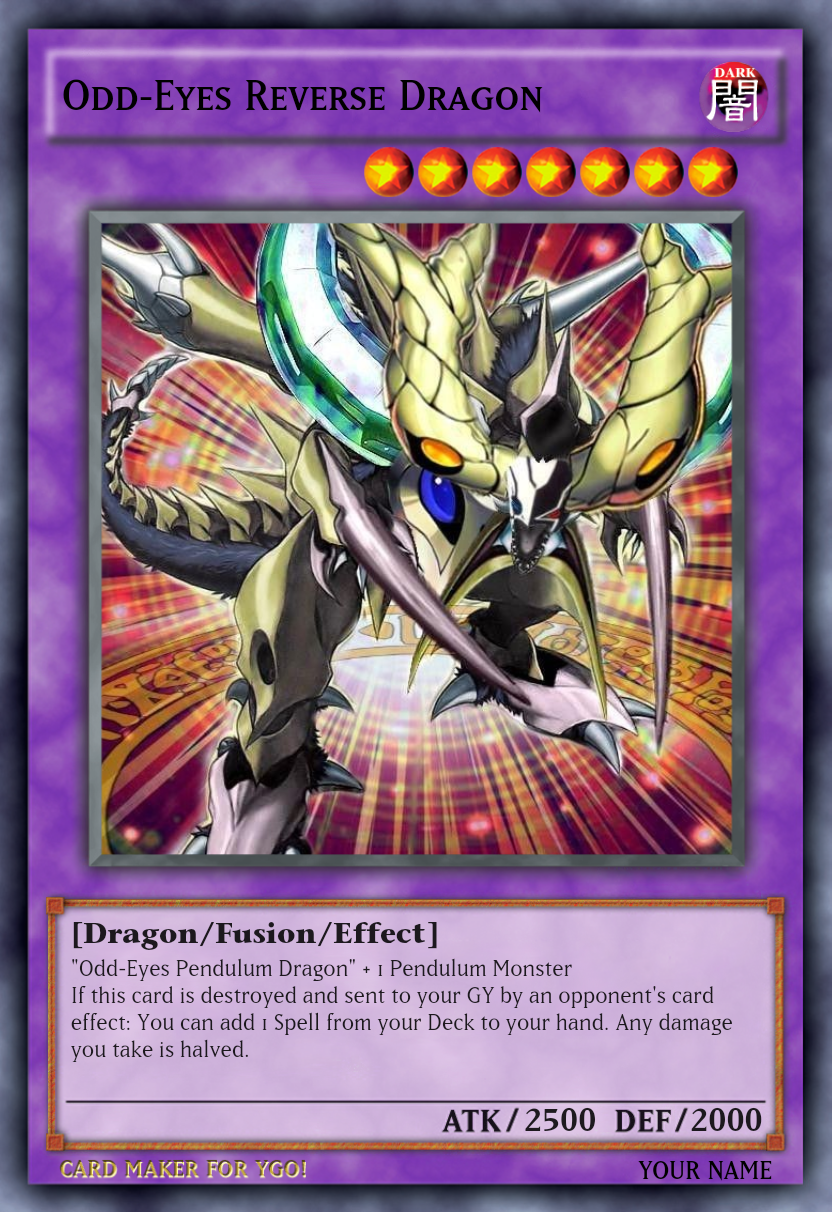 Odd-Eyes Reverse Dragon
DARK
闇
[Dragon/Fusion/Effect]
"Odd-Eyes Pendulum Dragon" + 1 Pendulum Monster
If this card is destroyed and sent to your GY by an opponent's card
effect: You can add 1 Spell from your Deck to your hand. Any damage
you take is halved.
ATK/2500 DEF/2000
CARD MAKER FOR YGO!
YOUR NAME